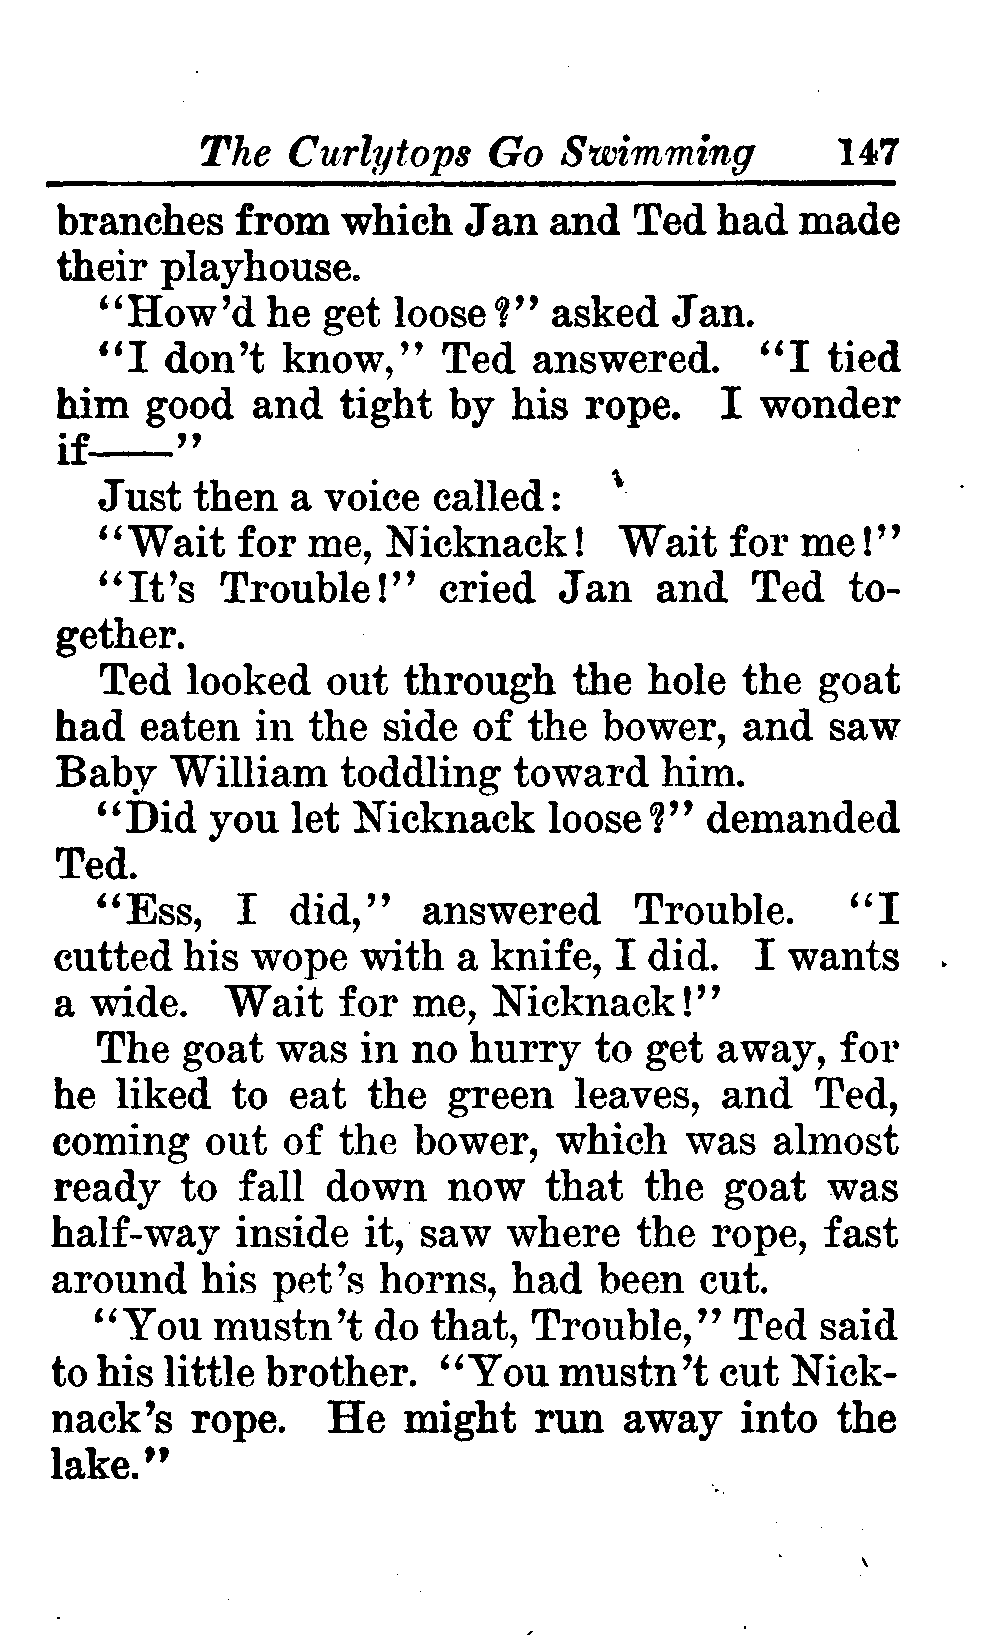 The Curlytops Go Swimming 147
branches from which Jan and Ted had made
their playhouse.
"How'd he get loose?" asked Jan.
"I don't know," Ted answered. "I tied
him good and tight by his rope. I wonder
if——"
Just then a voice called:
"Wait for me, Nicknack! Wait for me!"
"It's Trouble!" cried Jan and Ted to-
gether.
Ted looked out through the hole the goat
had eaten in the side of the bower, and saw
Baby William toddling toward him.
"Did you let Nicknack loose?" demanded
Ted.
"Ess, I did," answered Trouble. "I
cutted his wope with a knife, I did. I wants
a wide. Wait for me, Nicknack!"
The goat was in no hurry to get away, for
he liked to eat the green leaves, and Ted,
coming out of the bower, which was almost
ready to fall down now that the goat was
half-way inside it, saw where the rope, fast
around his pet's horns, had been cut.
"You mustn't do that, Trouble," Ted said
to his little brother. "You mustn't cut Nick-
nack's rope. He might run away into the
lake."